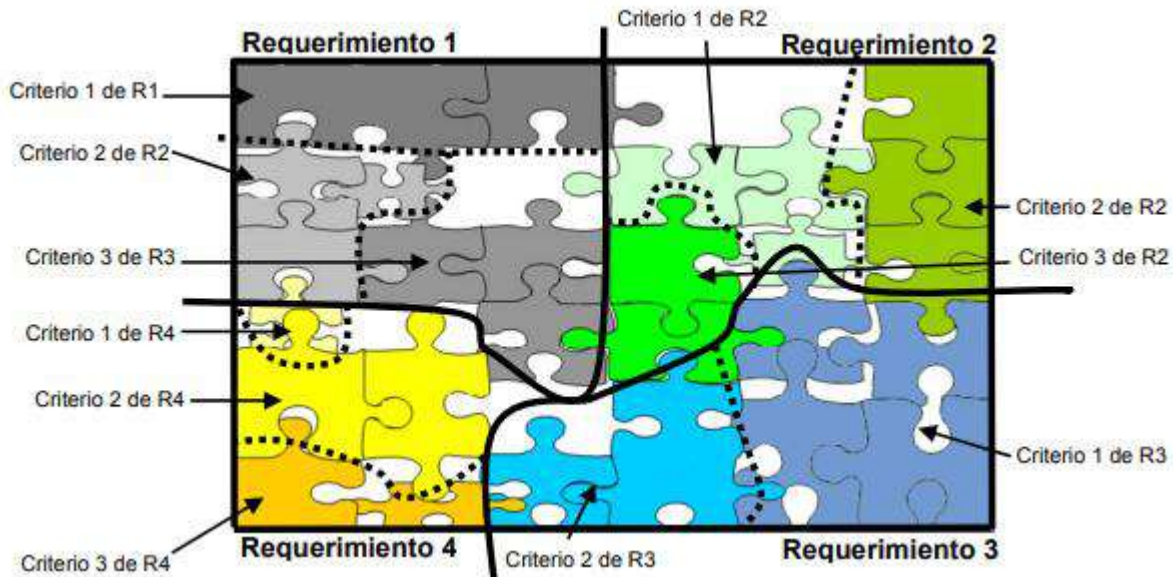 Criterio 1 de R2
Requerimiento 1
Requerimiento 2
Criterio 1 de R1
Criterio 2 de R2
Criterio 2 de R2
Criterio 3 de R3
Criterio 3 de R2
Criterio 1 de R4
Criterio 2 de R4
Criterio 1 de R3
Requerimiento 4
Criterio 2 de R3
Requerimiento 3
Criterio 3 de R4